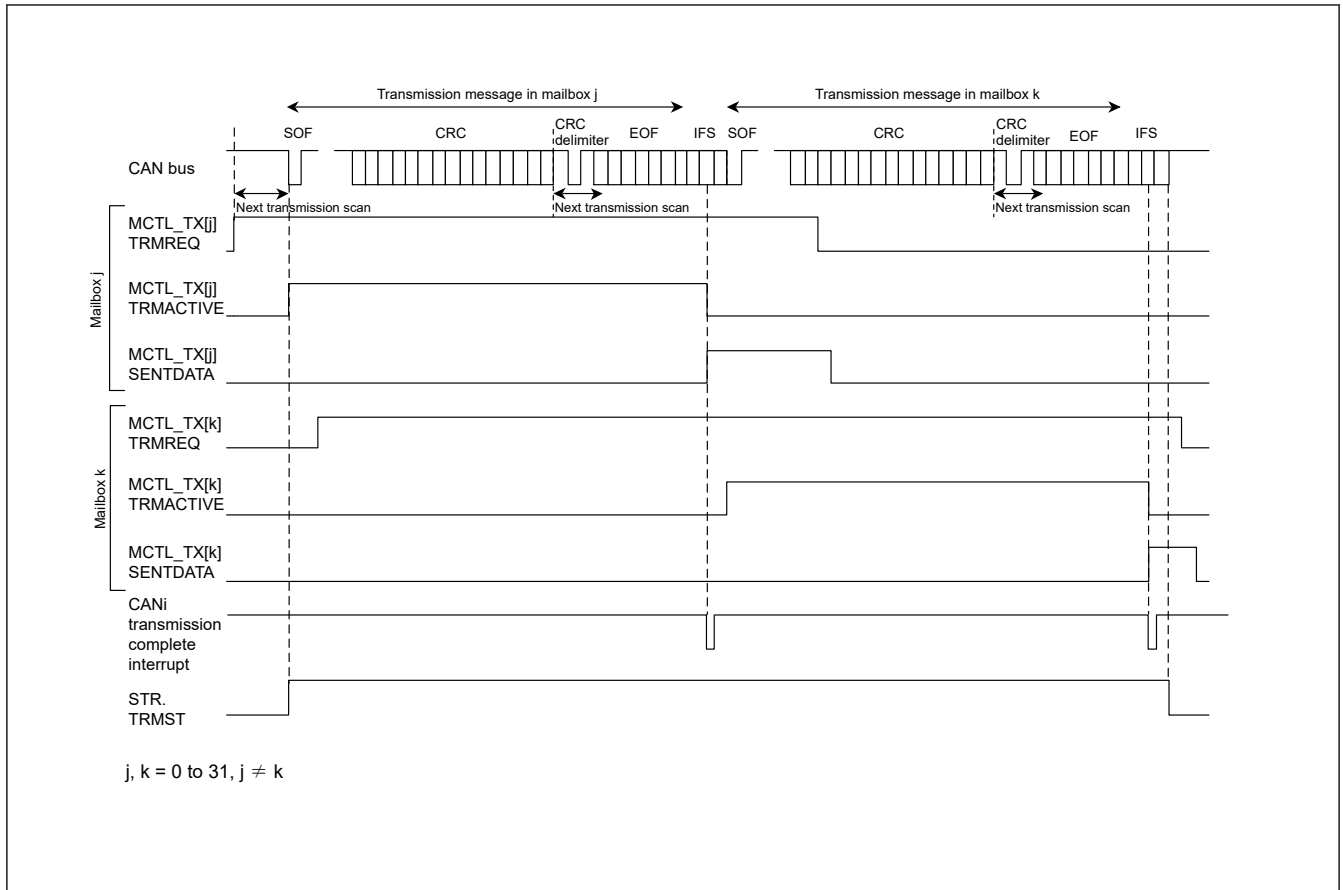 Transmission message in mailbox j
Transmission message in mailbox k
SOF
CRC
CRC
delimiter
EOF
IFS
SOF
CRC
CRC
delimiter
EOF
IFS
CAN bus
Next transmission scan
Next transmission scan
Next transmission scan
Mailbox j
MCTL_TX[j]
TRMREQ
MCTL_TX[j]
TRMACTIVE
MCTL_TX[j]
SENTDATA
Mailbox k
MCTL_TX[k]
TRMREQ
MCTL_TX[k]
TRMACTIVE
MCTL_TX[k]
SENTDATA
CANi
transmission
complete
interrupt
STR.
TRMST
j, k = 0 to 31, j ≠ k